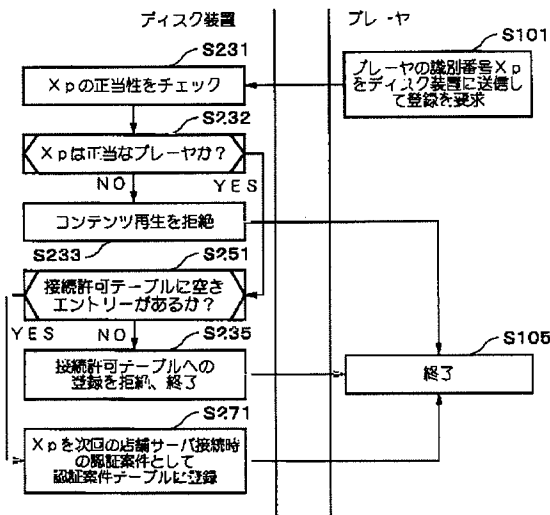 ディスク装置
プレーヤ
S101
プレーヤの識別番号Xp
をディスク装置に送信し
て登録を要求
S231
Xpの正当性をチェック
S232
Xpは正当なプレーヤか?
NO
YES
コンテンツ再生を拒絶
S233
S251
接続許可テーブルに空き
エントリーがあるか?
YES
NO
S235
接続許可テーブルへの
登録を拒絶、終了
S105
終了
S271
Xpを次回の店舗サーバ接続時
の認証案件として
認証案件テーブルに登録